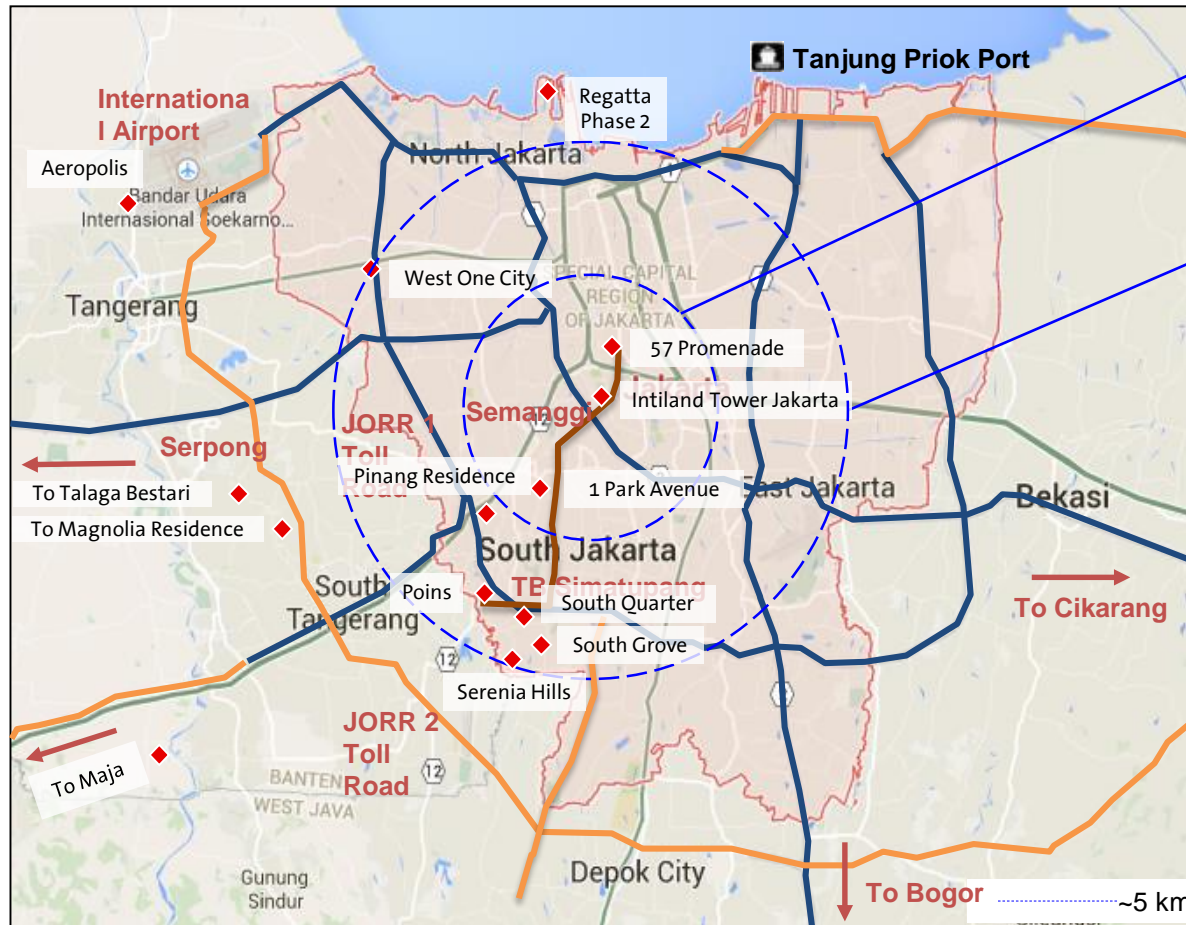 Tanjung Priok Port
Internationa
l Airport
Regatta
Phase 2
North Jakarta
Aeropolis
Bandar Udara
Internasional Soekarno...
West One City
SPECIAL CAPITAL
REGION
OF JAKARTA
Tangerang
57 Promenade
Jakarta
Intiland Tower Jakarta
Semanggi
12
JORR 1
Toll
Road
Serpong
Pinang Residence
1 Park Avenue
East Jakarta
Bekasi
To Talaga Bestari
To Magnolia Residence
South Jakarta
TB Simatupang
South
Tangerang
Poins
South Quarter
To Cikarang
South Grove
12
Serenia Hills
JORR 2
Toll
Road
12
To Maja
BANTEN
WEST JAVA
Depok City
Gunung
Sindur
To Bogor
~5 km